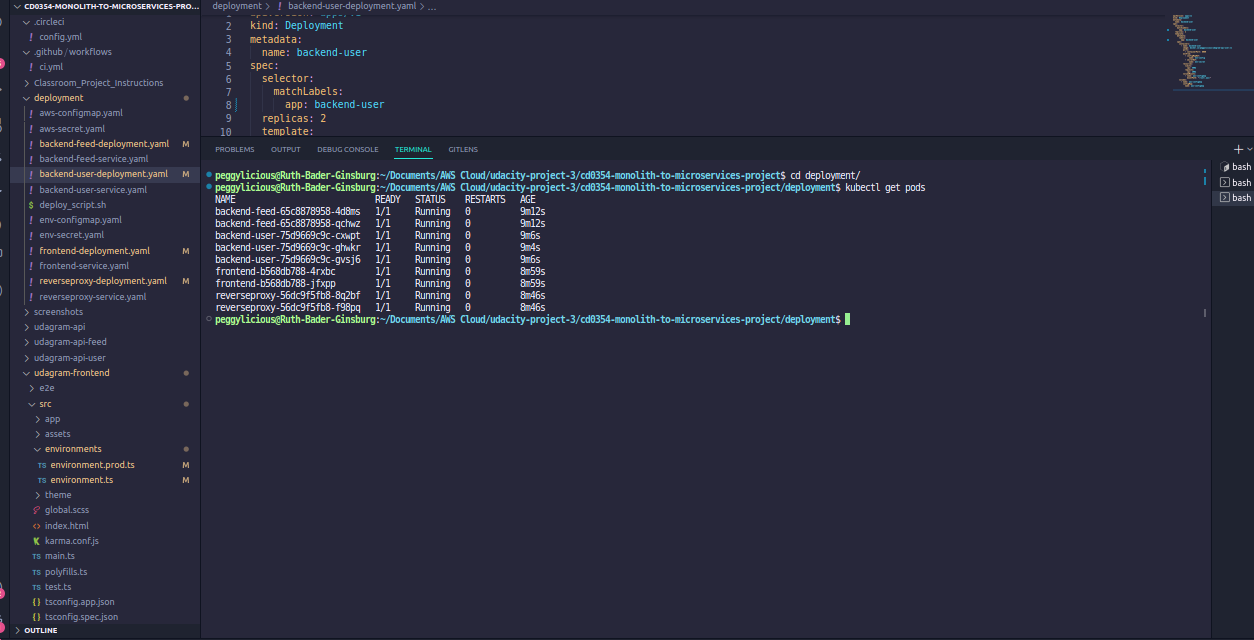 CD0354-MONOLITH-TO-MICROSERVICES-PRO...
.circleci
config.yml
.github / workflows
ci.yml
Classroom_Project_Instructions
deployment
aws-configmap.yaml
aws-secret.yaml
backend-feed-deployment.yaml M
backend-feed-service.yaml
backend-user-deployment.yaml M
backend-user-service.yaml
deploy_script.sh
env-configmap.yaml
env-secret.yaml
frontend-deployment.yaml M
frontend-service.yaml
reverseproxy-deployment.yaml M
reverseproxy-service.yaml
screenshots
udagram-api
udagram-api-feed
udagram-api-user
udagram-frontend
e2e
src
app
assets
environments
TS environment.prod.ts M
TS environment.ts M
theme
global.scss
index.html
karma.conf.js
TS main.ts
TS polyfills.ts
TS test.ts
{} tsconfig.app.json
{} tsconfig.spec.json
OUTLINE
deployment > ! backend-user-deployment.yaml > ...
2 kind: Deployment
3 metadata:
4 name: backend-user
5 spec:
6 selector:
7 matchLabels:
8 app: backend-user
9 replicas: 2
10 template:
PROBLEMS OUTPUT DEBUG CONSOLE TERMINAL GITLENS
peggylicious@Ruth-Bader-Ginsburg:~/Documents/AWS Cloud/udacity-project-3/cd0354-monolith-to-microservices-project$ cd deployment/
peggylicious@Ruth-Bader-Ginsburg:~/Documents/AWS Cloud/udacity-project-3/cd0354-monolith-to-microservices-project/deployment$ kubectl get pods
NAME READY STATUS RESTARTS AGE
backend-feed-65c8878958-4d8ms 1/1 Running 0 9m12s
backend-feed-65c8878958-qchwz 1/1 Running 0 9m12s
backend-user-75d9669c9c-cxwpt 1/1 Running 0 9m6s
backend-user-75d9669c9c-ghwkr 1/1 Running 0 9m4s
backend-user-75d9669c9c-gvsj6 1/1 Running 0 9m6s
frontend-b568db788-4rxbc 1/1 Running 0 8m59s
frontend-b568db788-jfxpp 1/1 Running 0 8m59s
reverseproxy-56dc9f5fb8-8q2bf 1/1 Running 0 8m46s
reverseproxy-56dc9f5fb8-f98pq 1/1 Running 0 8m46s
peggylicious@Ruth-Bader-Ginsburg:~/Documents/AWS Cloud/udacity-project-3/cd0354-monolith-to-microservices-project/deployment$
bash
bash
bash